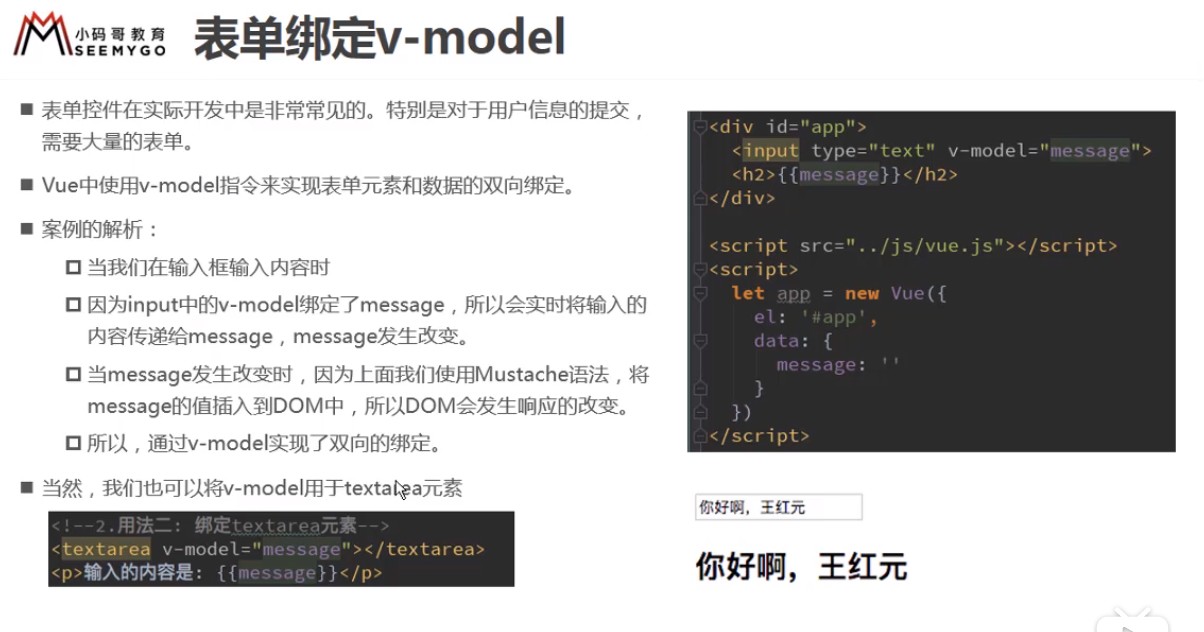 小码哥教育
SEEMYGO
表单绑定v-model
表单控件在实际开发中是非常常见的。特别是对于用户信息的提交，
需要大量的表单。
Vue中使用v-model指令来实现表单元素和数据的双向绑定。
案例的解析：
当我们在输入框输入内容时
因为input中的v-model绑定了message，所以会实时将输入的
内容传递给message，message发生改变。
当message发生改变时，因为上面我们使用Mustache语法，将
message的值插入到DOM中，所以DOM会发生响应的改变。
所以，通过v-model实现了双向的绑定。
当然，我们也可以将v-model用于textarea元素
<!--2.用法二: 绑定textarea元素-->
<textarea v-model="message"></textarea>
<p>输入的内容是: {{message}}</p>
<div id="app">
<input type="text" v-model="message">
<h2>{{message}}</h2>
</div>
<script src="../js/vue.js"></script>
<script>
let app = new Vue({
el: '#app',
data: {
message: ''
}
})
</script>
你好啊，王红元
你好啊，王红元